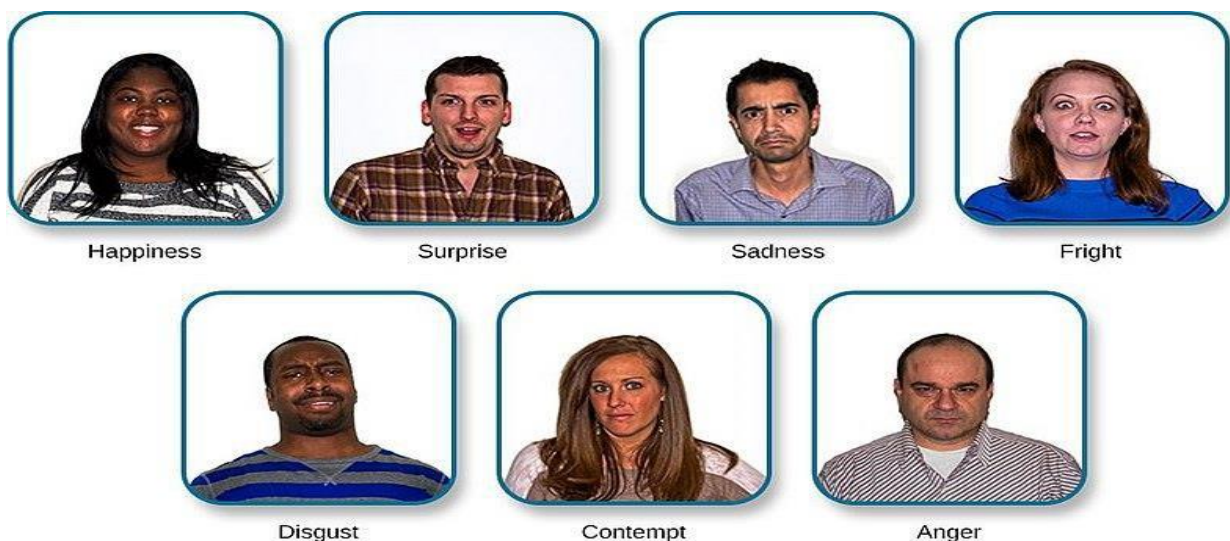 Happiness
Surprise
Sadness
Fright
Disgust
Contempt
Anger